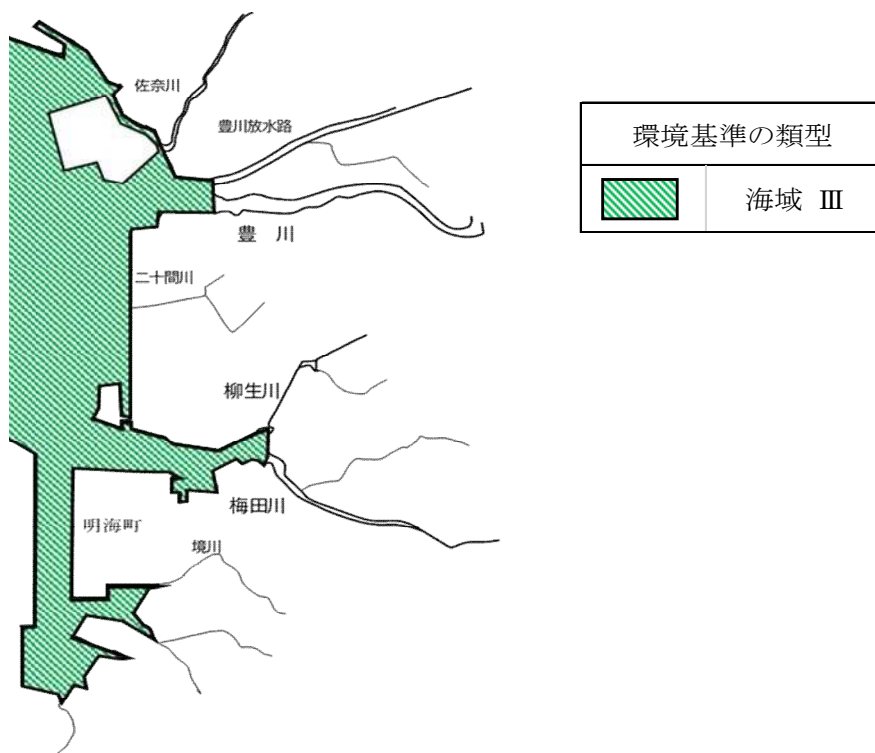 佐奈川
豊川放水路
豊 川
二十間川
柳生川
梅田川
明海町
境川
環境基準の類型
海域 Ⅲ